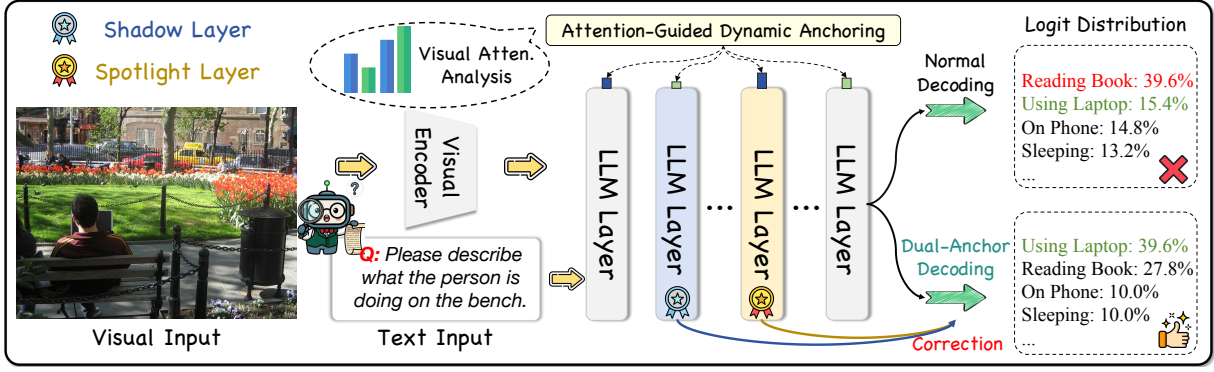 Shadow Layer
Spotlight Layer
Visual Input
Visual Atten.
Analysis
Visual
Encoder
?
Q: Please describe
what the person is
doing on the bench.
Text Input
Attention-Guided Dynamic Anchoring
LLM Layer
LLM Layer
...
LLM Layer
...
LLM Layer
Normal
Decoding
Dual-Anchor
Decoding
Correction
Logit Distribution
Reading Book: 39.6%
Using Laptop: 15.4%
On Phone: 14.8%
Sleeping: 13.2%
...
Using Laptop: 39.6%
Reading Book: 27.8%
On Phone: 10.0%
Sleeping: 10.0%
...